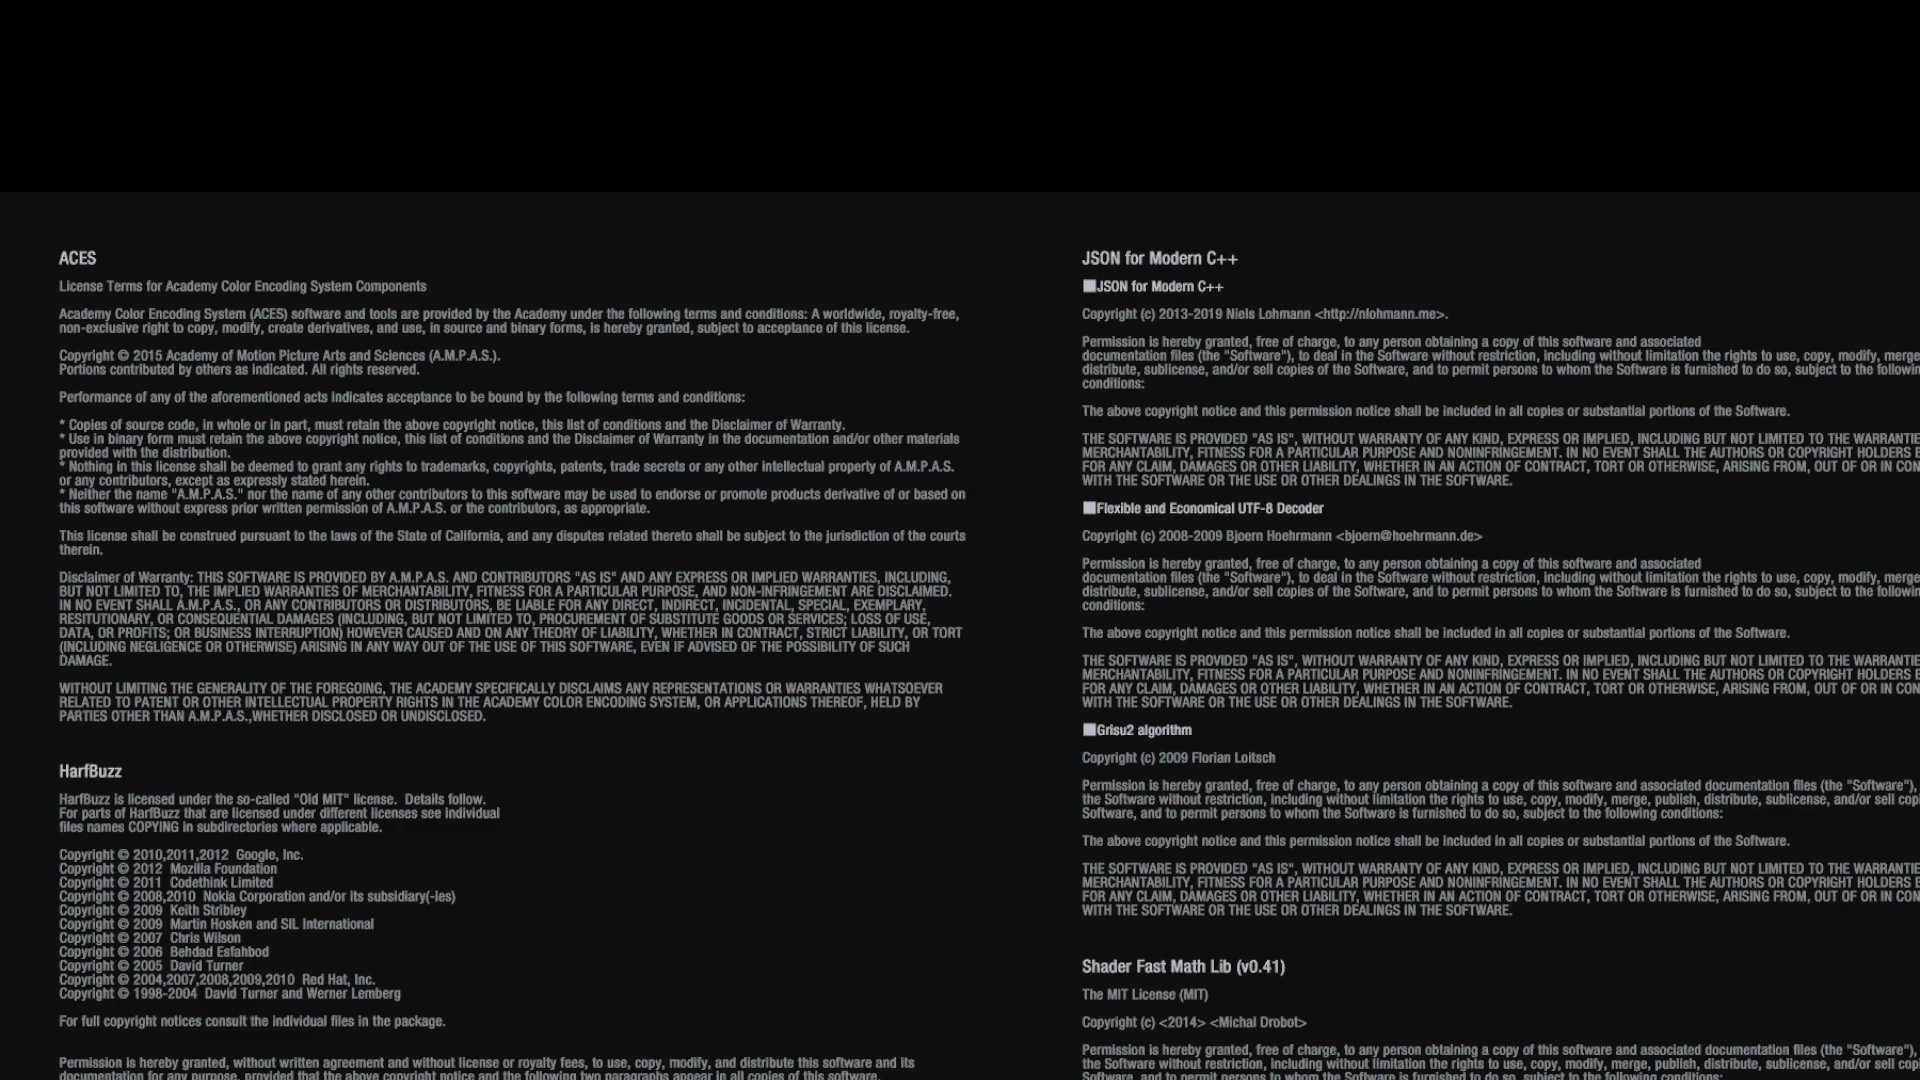 ACES
License Terms for Academy Color Encoding System Components
Academy Color Encoding System (ACES) software and tools are provided by the Academy under the following terms and conditions: A worldwide, royalty-free,
non-exclusive right to copy, modify, create derivatives, and use, in source and binary forms, is hereby granted, subject to acceptance of this license.
Copyright © 2015 Academy of Motion Picture Arts and Sciences (A.M.P.A.S.).
Portions contributed by others as indicated. All rights reserved.
Performance of any of the aforementioned acts indicates acceptance to be bound by the following terms and conditions:
* Copies of source code, in whole or in part, must retain the above copyright notice, this list of conditions and the Disclaimer of Warranty.
* Use in binary form must retain the above copyright notice, this list of conditions and the Disclaimer of Warranty in the documentation and/or other materials
provided with the distribution.
* Nothing in this license shall be deemed to grant any rights to trademarks, copyrights, patents, trade secrets or any other intellectual property of A.M.P.A.S.
or any contributors, except as expressly stated herein.
* Neither the name "A.M.P.A.S." nor the name of any other contributors to this software may be used to endorse or promote products derivative of or based on
this software without express prior written permission of A.M.P.A.S. or the contributors, as appropriate.
This license shall be construed pursuant to the laws of the State of California, and any disputes related thereto shall be subject to the jurisdiction of the courts
therein.
Disclaimer of Warranty: THIS SOFTWARE IS PROVIDED BY A.M.P.A.S. AND CONTRIBUTORS "AS IS" AND ANY EXPRESS OR IMPLIED WARRANTIES, INCLUDING,
BUT NOT LIMITED TO, THE IMPLIED WARRANTIES OF MERCHANTABILITY, FITNESS FOR A PARTICULAR PURPOSE, AND NON-INFRINGEMENT ARE DISCLAIMED.
IN NO EVENT SHALL A.M.P.A.S., OR ANY CONTRIBUTORS OR DISTRIBUTORS, BE LIABLE FOR ANY DIRECT, INDIRECT, INCIDENTAL, SPECIAL, EXEMPLARY,
RESITUTIONARY, OR CONSEQUENTIAL DAMAGES (INCLUDING, BUT NOT LIMITED TO, PROCUREMENT OF SUBSTITUTE GOODS OR SERVICES; LOSS OF USE,
DATA, OR PROFITS; OR BUSINESS INTERRUPTION) HOWEVER CAUSED AND ON ANY THEORY OF LIABILITY, WHETHER IN CONTRACT, STRICT LIABILITY, OR TORT
(INCLUDING NEGLIGENCE OR OTHERWISE) ARISING IN ANY WAY OUT OF THE USE OF THIS SOFTWARE, EVEN IF ADVISED OF THE POSSIBILITY OF SUCH
DAMAGE.
WITHOUT LIMITING THE GENERALITY OF THE FOREGOING, THE ACADEMY SPECIFICALLY DISCLAIMS ANY REPRESENTATIONS OR WARRANTIES WHATSOEVER
RELATED TO PATENT OR OTHER INTELLECTUAL PROPERTY RIGHTS IN THE ACADEMY COLOR ENCODING SYSTEM, OR APPLICATIONS THEREOF, HELD BY
PARTIES OTHER THAN A.M.P.A.S.,WHETHER DISCLOSED OR UNDISCLOSED.
HarfBuzz
HarfBuzz is licensed under the so-called "Old MIT" license.  Details follow.
For parts of HarfBuzz that are licensed under different licenses see individual
files names COPYING in subdirectories where applicable.
Copyright © 2010,2011,2012  Google, Inc.
Copyright © 2012  Mozilla Foundation
Copyright © 2011  Codethink Limited
Copyright © 2008,2010  Nokia Corporation and/or its subsidiary(-ies)
Copyright © 2009  Keith Stribley
Copyright © 2009  Martin Hosken and SIL International
Copyright © 2007  Chris Wilson
Copyright © 2006  Behdad Esfahbod
Copyright © 2005  David Turner
Copyright © 2004,2007,2008,2009,2010  Red Hat, Inc.
Copyright © 1998-2004  David Turner and Werner Lemberg
For full copyright notices consult the individual files in the package.
Permission is hereby granted, without written agreement and without license or royalty fees, to use, copy, modify, and distribute this software and its
documentation for any purpose, provided that the above copyright notice and the following two paragraphs appear in all copies of this software.
JSON for Modern C++
■JSON for Modern C++
Copyright (c) 2013-2019 Niels Lohmann <http://nlohmann.me>.
Permission is hereby granted, free of charge, to any person obtaining a copy of this software and associated
documentation files (the "Software"), to deal in the Software without restriction, including without limitation the rights to use, copy, modify, merge
distribute, sublicense, and/or sell copies of the Software, and to permit persons to whom the Software is furnished to do so, subject to the followin
conditions:
The above copyright notice and this permission notice shall be included in all copies or substantial portions of the Software.
THE SOFTWARE IS PROVIDED "AS IS", WITHOUT WARRANTY OF ANY KIND, EXPRESS OR IMPLIED, INCLUDING BUT NOT LIMITED TO THE WARRANTIE
MERCHANTABILITY, FITNESS FOR A PARTICULAR PURPOSE AND NONINFRINGEMENT. IN NO EVENT SHALL THE AUTHORS OR COPYRIGHT HOLDERS
FOR ANY CLAIM, DAMAGES OR OTHER LIABILITY, WHETHER IN AN ACTION OF CONTRACT, TORT OR OTHERWISE, ARISING FROM, OUT OF OR IN CON
WITH THE SOFTWARE OR THE USE OR OTHER DEALINGS IN THE SOFTWARE.
■Flexible and Economical UTF-8 Decoder
Copyright (c) 2008-2009 Bjoern Hoehrmann <bjoern@hoehrmann.de>
Permission is hereby granted, free of charge, to any person obtaining a copy of this software and associated
documentation files (the "Software"), to deal in the Software without restriction, including without limitation the rights to use, copy, modify, merge
distribute, sublicense, and/or sell copies of the Software, and to permit persons to whom the Software is furnished to do so, subject to the followin
conditions:
The above copyright notice and this permission notice shall be included in all copies or substantial portions of the Software.
THE SOFTWARE IS PROVIDED "AS IS", WITHOUT WARRANTY OF ANY KIND, EXPRESS OR IMPLIED, INCLUDING BUT NOT LIMITED TO THE WARRANTIE
MERCHANTABILITY, FITNESS FOR A PARTICULAR PURPOSE AND NONINFRINGEMENT. IN NO EVENT SHALL THE AUTHORS OR COPYRIGHT HOLDERS
FOR ANY CLAIM, DAMAGES OR OTHER LIABILITY, WHETHER IN AN ACTION OF CONTRACT, TORT OR OTHERWISE, ARISING FROM, OUT OF OR IN CON
WITH THE SOFTWARE OR THE USE OR OTHER DEALINGS IN THE SOFTWARE.
■Grisu2 algorithm
Copyright (c) 2009 Florian Loitsch
Permission is hereby granted, free of charge, to any person obtaining a copy of this software and associated documentation files (the "Software"),
the Software without restriction, including without limitation the rights to use, copy, modify, merge, publish, distribute, sublicense, and/or sell copi
Software, and to permit persons to whom the Software is furnished to do so, subject to the following conditions:
The above copyright notice and this permission notice shall be included in all copies or substantial portions of the Software.
THE SOFTWARE IS PROVIDED "AS IS", WITHOUT WARRANTY OF ANY KIND, EXPRESS OR IMPLIED, INCLUDING BUT NOT LIMITED TO THE WARRANTIE
MERCHANTABILITY, FITNESS FOR A PARTICULAR PURPOSE AND NONINFRINGEMENT. IN NO EVENT SHALL THE AUTHORS OR COPYRIGHT HOLDERS
FOR ANY CLAIM, DAMAGES OR OTHER LIABILITY, WHETHER IN AN ACTION OF CONTRACT, TORT OR OTHERWISE, ARISING FROM, OUT OF OR IN CON
WITH THE SOFTWARE OR THE USE OR OTHER DEALINGS IN THE SOFTWARE.
Shader Fast Math Lib (v0.41)
The MIT License (MIT)
Copyright (c) <2014> <Michal Drobot>
Permission is hereby granted, free of charge, to any person obtaining a copy of this software and associated documentation files (the "Software"),
the Software without restriction, including without limitation the rights to use, copy, modify, merge, publish, distribute, sublicense, and/or sell copi
Software, and to permit persons to whom the Software is furnished to do so, subject to the following conditions: